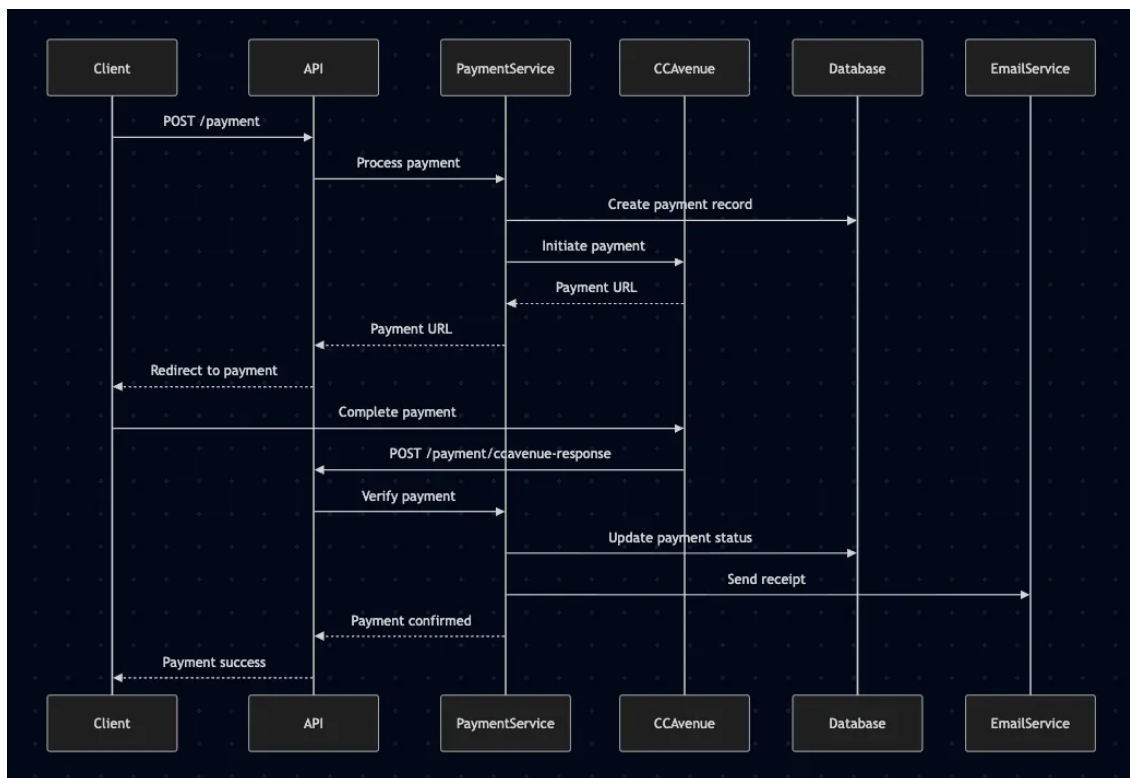 Client
API
PaymentService
CCAvenue
Database
EmailService
POST /payment
Process payment
Create payment record
Initiate payment
Payment URL
Payment URL
Redirect to payment
Complete payment
POST /payment/ccavenue-response
Verify payment
Update payment status
Send receipt
Payment confirmed
Payment success
Client
API
PaymentService
CCAvenue
Database
EmailService